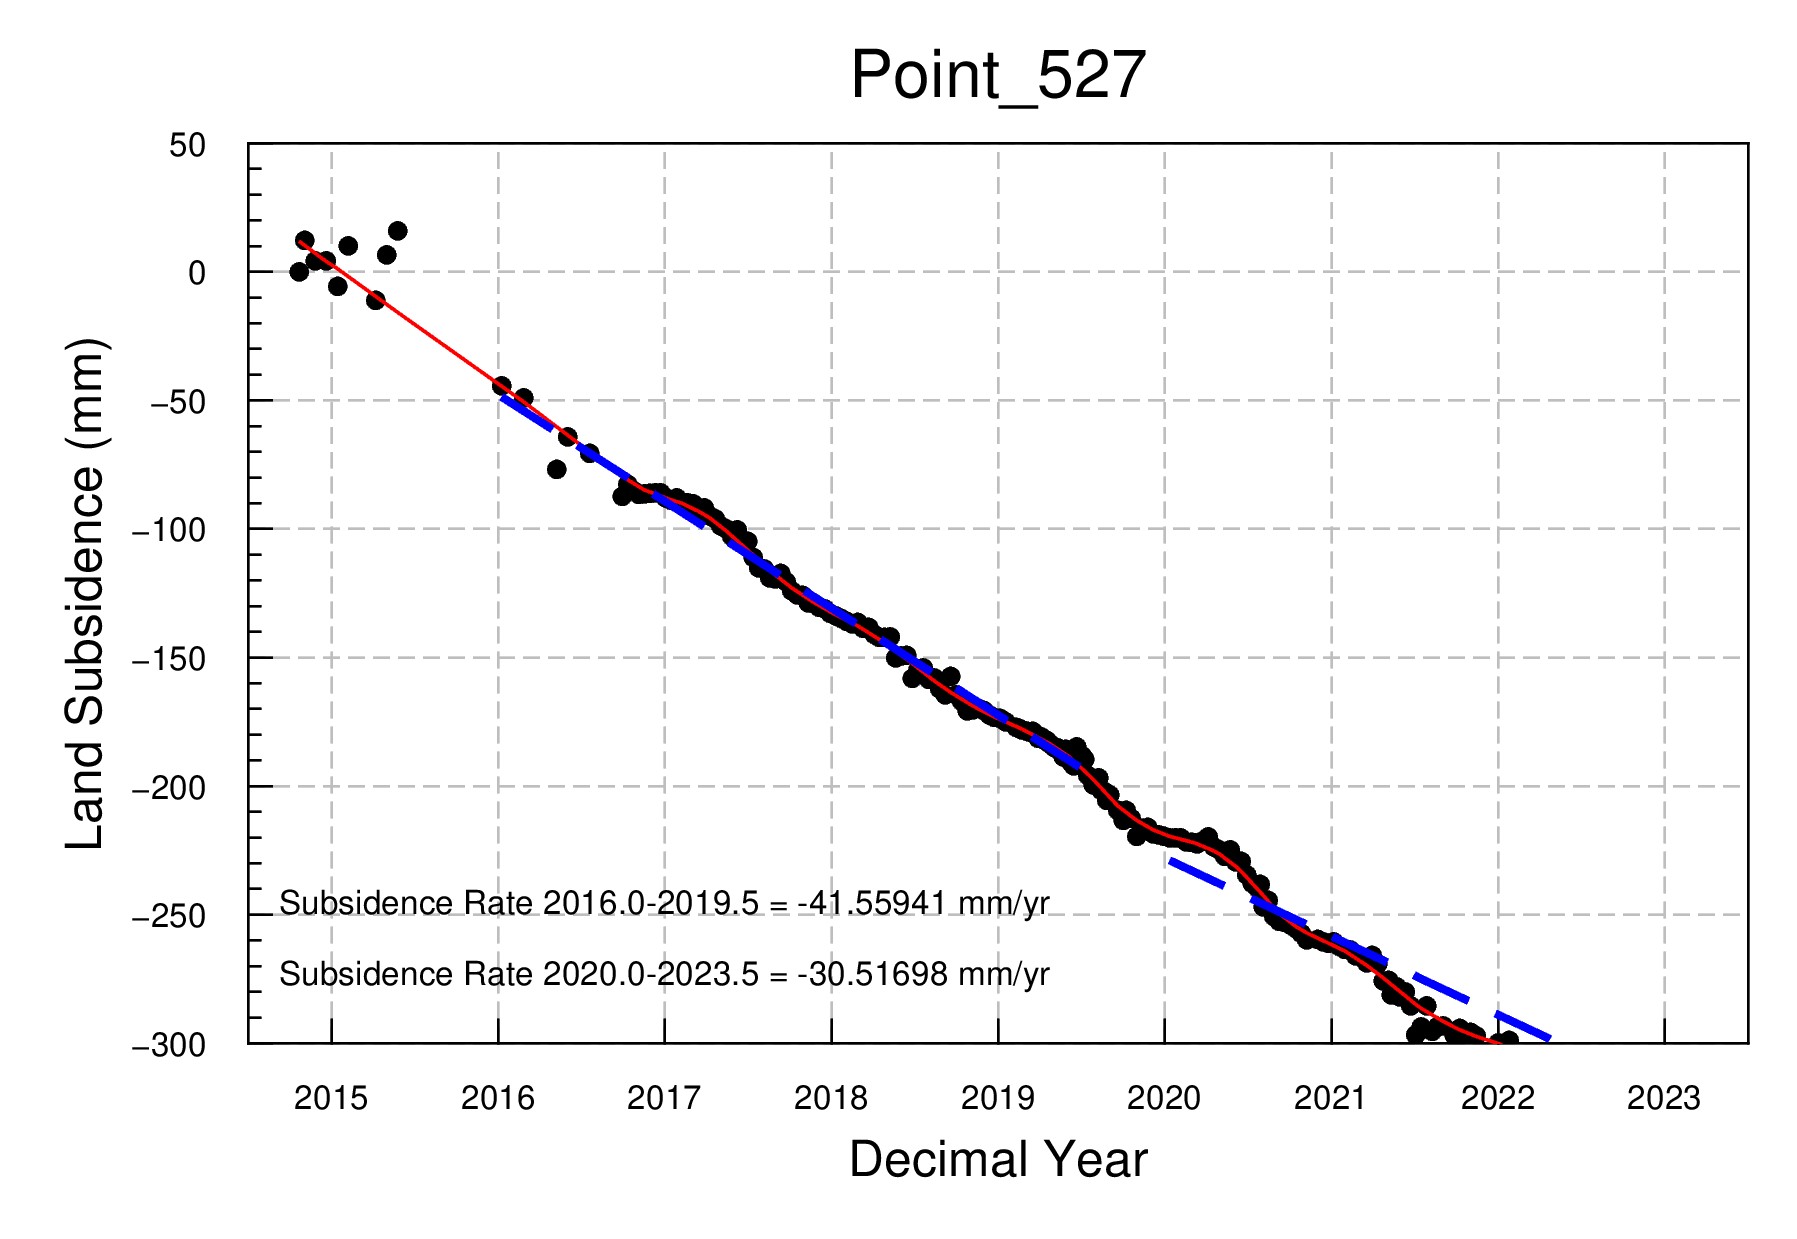 Point_527
50
0
−50
−100
−150
−200
−250
−300
Land Subsidence (mm)
Subsidence Rate 2016.0-2019.5 = -41.55941 mm/yr
Subsidence Rate 2020.0-2023.5 = -30.51698 mm/yr
2015 2016 2017 2018 2019 2020 2021 2022 2023
Decimal Year